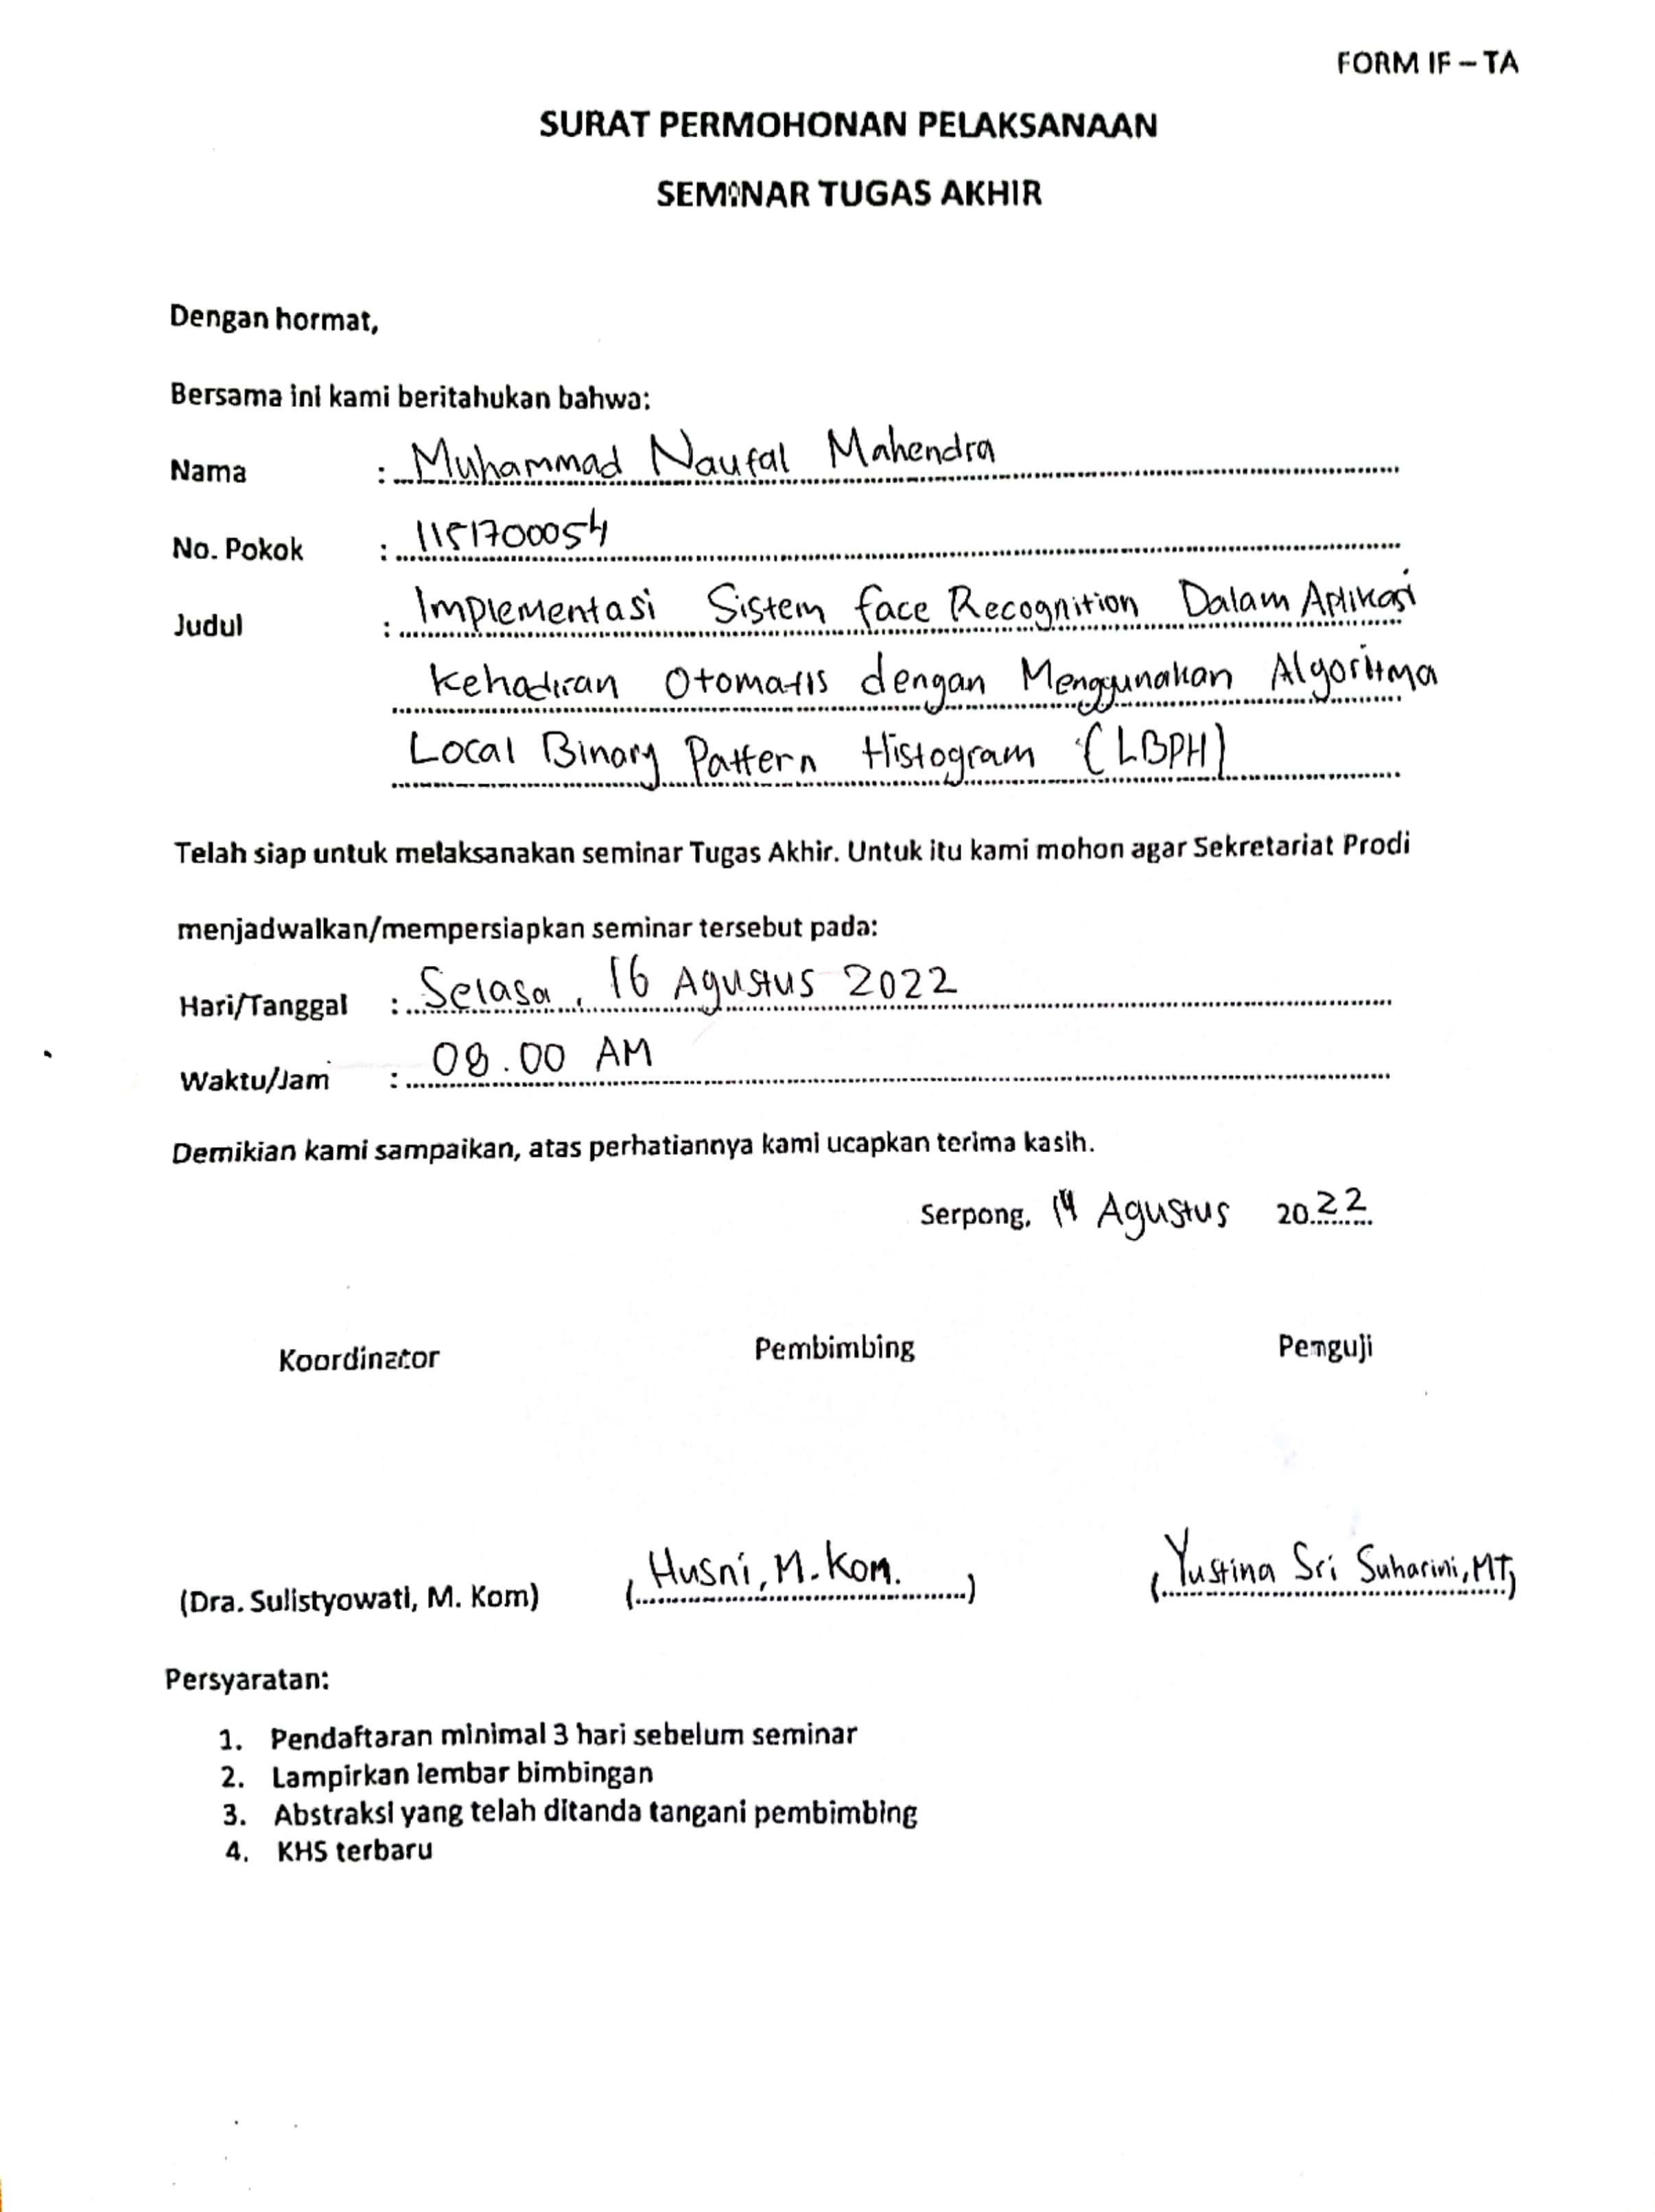 FORM IF – TA
SURAT PERMOHONAN PELAKSANAAN
SEMINAR TUGAS AKHIR
Dengan hormat,
Bersama ini kami beritahukan bahwa:
Nama : Muhammad Naufal Mahendra
No. Pokok : 1151700054
Judul : Implementasi Sistem face Recognition Dalam Aplikasi
kehadiran Otomatis dengan Menggunakan Algoritma
Local Binary Pattern Histogram (LBPH)
Telah siap untuk melaksanakan seminar Tugas Akhir. Untuk itu kami mohon agar Sekretariat Prodi
menjadwalkan/mempersiapkan seminar tersebut pada:
Hari/Tanggal : Selasa, 16 Agustus 2022
Waktu/Jam : 08.00 AM
Demikian kami sampaikan, atas perhatiannya kami ucapkan terima kasih.
Serpong, 14 Agustus 2022
Koordinator Pembimbing Penguji
(Dra. Sulistyowati, M. Kom) (Husni, M. Kom.) (Yustina Sri Suharini, MT)
Persyaratan:
1. Pendaftaran minimal 3 hari sebelum seminar
2. Lampirkan lembar bimbingan
3. Abstraksi yang telah ditanda tangani pembimbing
4. KHS terbaru